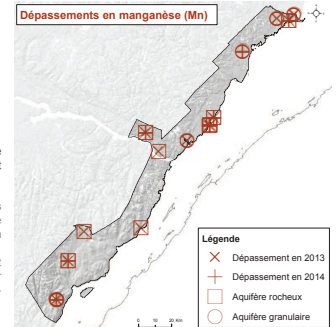 Dépassements en manganèse (Mn)
Légende
Dépassement en 2013
Dépassement en 2014
Aquifère rocheux
Aquifère granulaire
0 10 20 Km